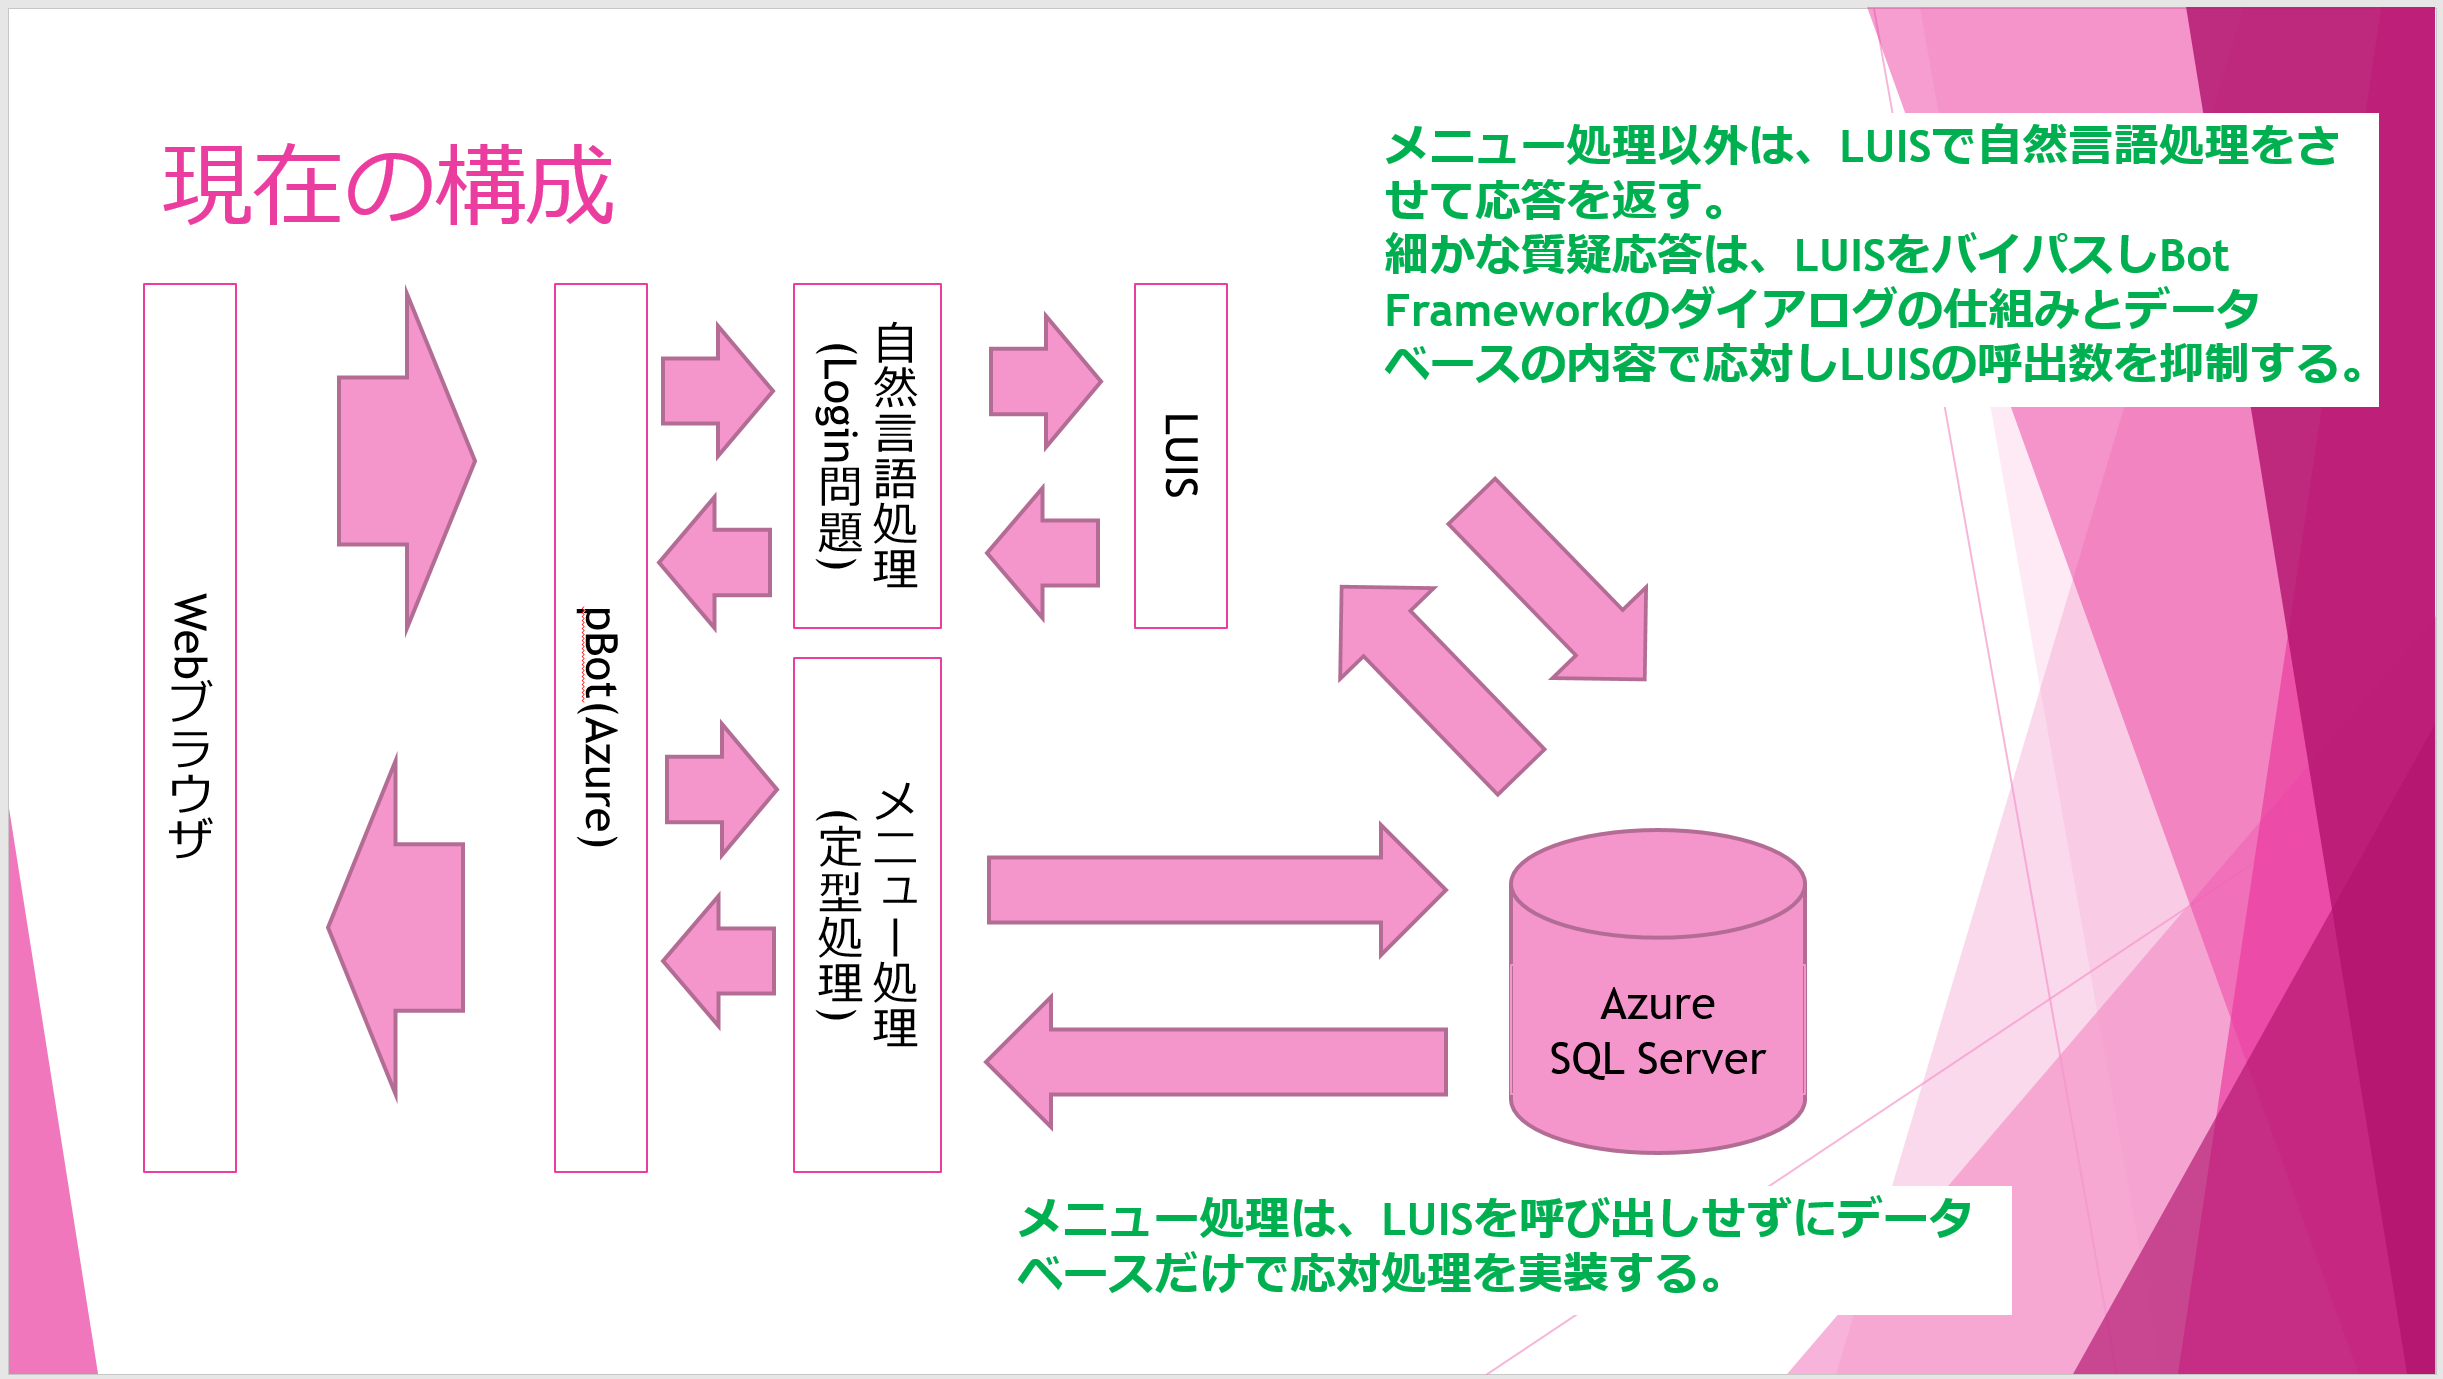 現在の構成
メニュー処理以外は、LUISで自然言語処理をさ
せて応答を返す。
細かな質疑応答は、LUISをバイパスしBot
Frameworkのダイアログの仕組みとデータ
ベースの内容で応対しLUISの呼出数を抑制する。
Webブラウザ
pBot(Azure)
自然言語処理
(Login問題)
LUIS
メニュー処理
(定型処理)
Azure
SQL Server
メニュー処理は、LUISを呼び出しせずにデータ
ベースだけで応対処理を実装する。